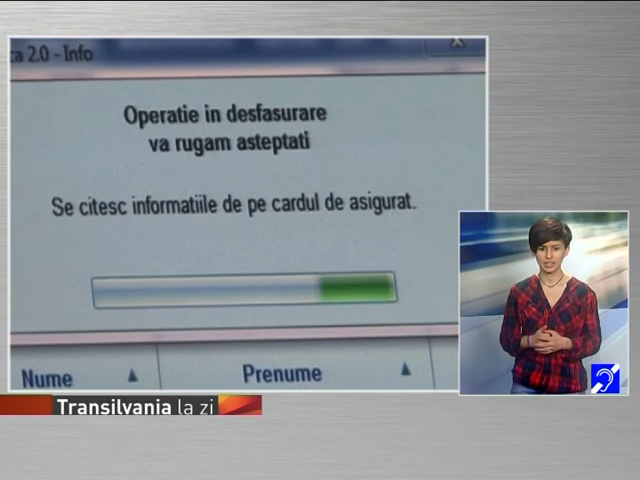 ca 2.0 - Info
Operatie in desfasurare
va rugam asteptati
Se citesc informatiile de pe cardul de asigurat.
Nume
Prenume
Transilvania la zi